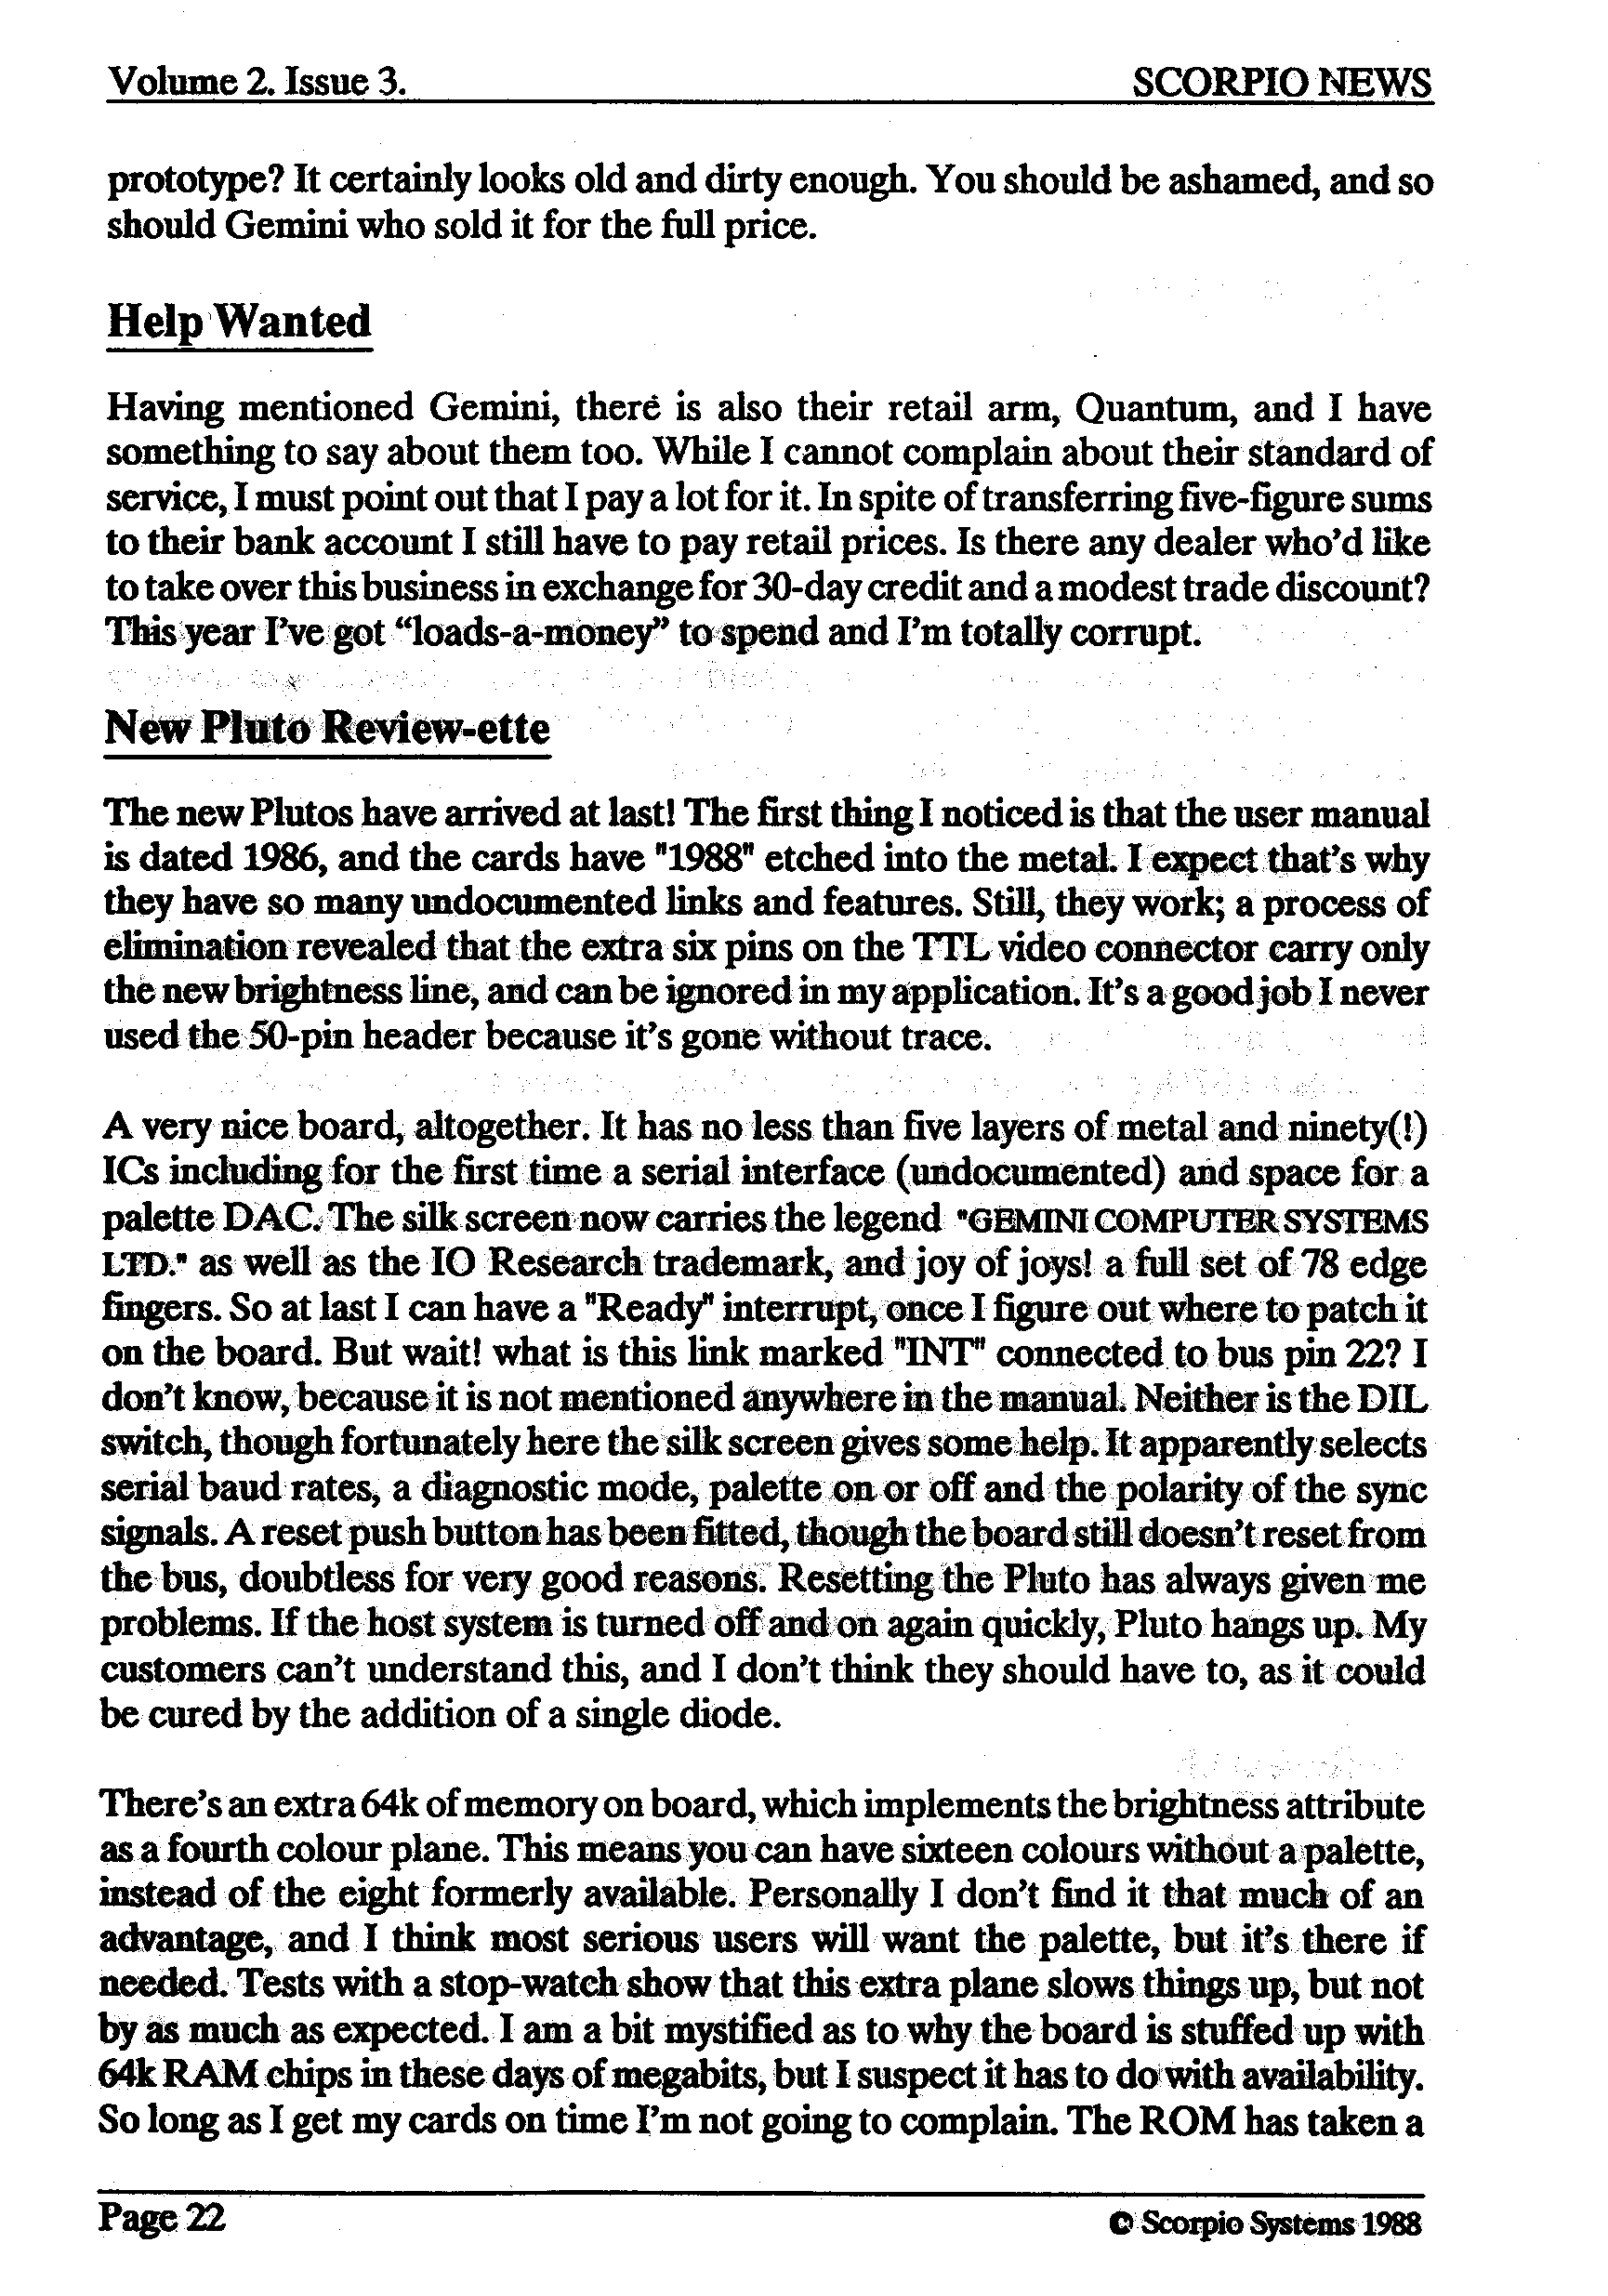 Volume 2. Issue 3. SCORPIO NEWS
prototype? It certainly looks old and dirty enough. You should be ashamed, and so
should Gemini who sold it for the full price.
Help Wanted
Having mentioned Gemini, there is also their retail arm, Quantum, and I have
something to say about them too. While I cannot complain about their standard of
service, I must point out that I pay a lot for it. In spite of transferring five-figure sums
to their bank account I still have to pay retail prices. Is there any dealer who'd like
to take over this business in exchange for 30-day credit and a modest trade discount?
This year I've got “loads-a-money” to spend and I'm totally corrupt.
New Pluto Review-ette
The new Plutos have arrived at last! The first thing I noticed is that the user manual
is dated 1986, and the cards have "1988" etched into the metal. I expect that's why
they have so many undocumented links and features. Still, they work; a process of
elimination revealed that the extra six pins on the TTL video connector carry only
the new brightness line, and can be ignored in my application. It's a good job I never
used the 50-pin header because it's gone without trace.
A very nice board, altogether. It has no less than five layers of metal and ninety(!)
ICs including for the first time a serial interface (undocumented) and space for a
palette DAC. The silk screen now carries the legend "GEMINI COMPUTER SYSTEMS
LTD." as well as the IO Research trademark, and joy of joys! a full set of 78 edge
fingers. So at last I can have a "Ready" interrupt, once I figure out where to patch it
on the board. But wait! what is this link marked "INT" connected to bus pin 22? I
don't know, because it is not mentioned anywhere in the manual. Neither is the DIL
switch, though fortunately here the silk screen gives some help. It apparently selects
serial baud rates, a diagnostic mode, palette on or off and the polarity of the sync
signals. A reset push button has been fitted, though the board still doesn't reset from
the bus, doubtless for very good reasons. Resetting the Pluto has always given me
problems. If the host system is turned off and on again quickly, Pluto hangs up. My
customers can't understand this, and I don't think they should have to, as it could
be cured by the addition of a single diode.
There's an extra 64k of memory on board, which implements the brightness attribute
as a fourth colour plane. This means you can have sixteen colours without a palette,
instead of the eight formerly available. Personally I don't find it that much of an
advantage, and I think most serious users will want the palette, but it's there if
needed. Tests with a stop-watch show that this extra plane slows things up, but not
by as much as expected. I am a bit mystified as to why the board is stuffed up with
64k RAM chips in these days of megabits, but I suspect it has to do with availability.
So long as I get my cards on time I'm not going to complain. The ROM has taken a
Page 22 © Scorpio Systems 1988